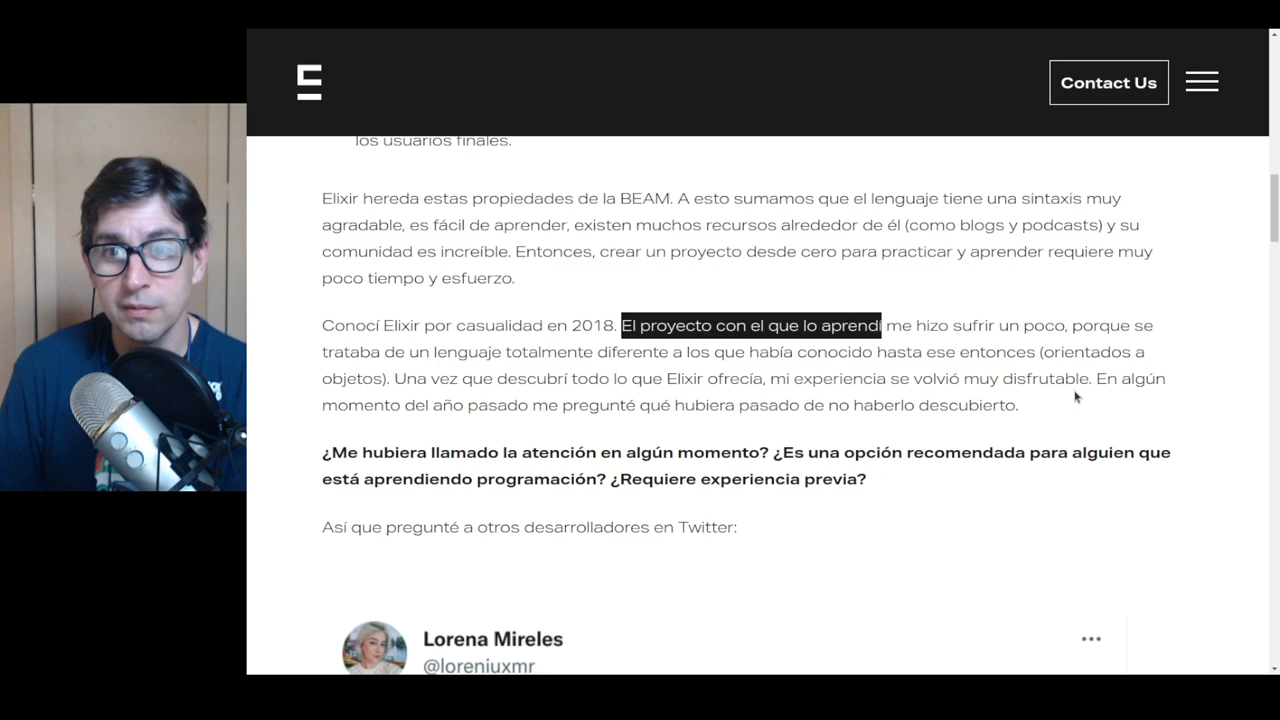 Contact Us
los usuarios finales.
Elixir hereda estas propiedades de la BEAM. A esto sumamos que el lenguaje tiene una sintaxis muy
agradable, es fácil de aprender, existen muchos recursos alrededor de él (como blogs y podcasts) y su
comunidad es increíble. Entonces, crear un proyecto desde cero para practicar y aprender requiere muy
poco tiempo y esfuerzo.
Conocí Elixir por casualidad en 2018. El proyecto con el que lo aprendí me hizo sufrir un poco, porque se
trataba de un lenguaje totalmente diferente a los que había conocido hasta ese entonces (orientados a
objetos). Una vez que descubrí todo lo que Elixir ofrecía, mi experiencia se volvió muy disfrutable. En algún
momento del año pasado me pregunté qué hubiera pasado de no haberlo descubierto.
¿Me hubiera llamado la atención en algún momento? ¿Es una opción recomendada para alguien que
está aprendiendo programación? ¿Requiere experiencia previa?
Así que pregunté a otros desarrolladores en Twitter:
Lorena Mireles
@loreniuxmr